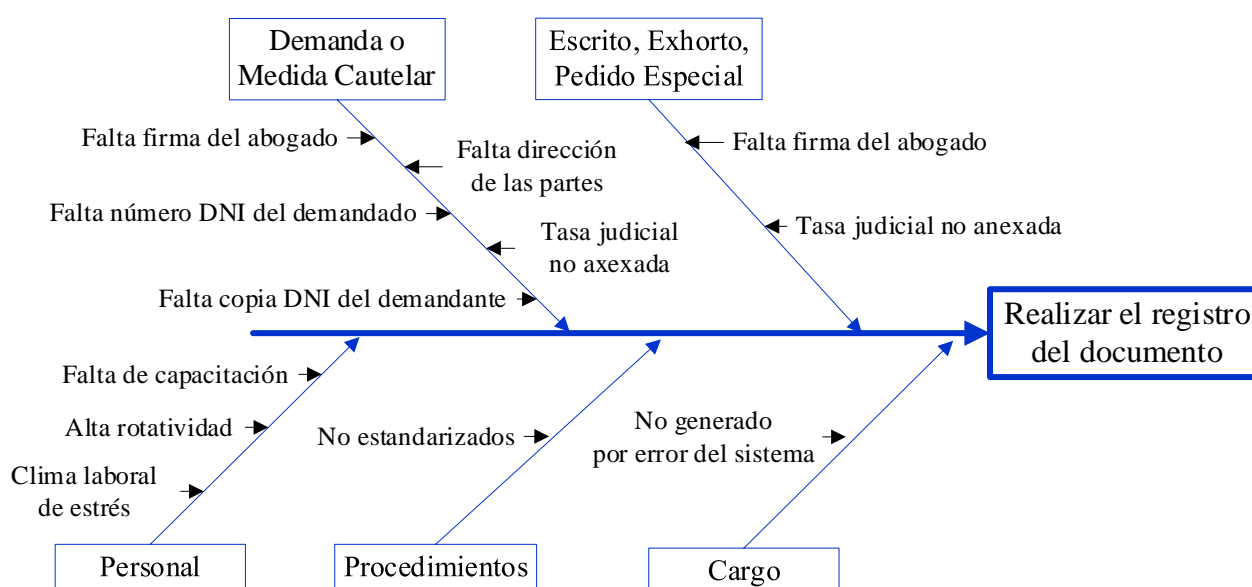 Demanda o
Medida Cautelar
Escrito, Exhorto,
Pedido Especial
Falta firma del abogado
Falta dirección
de las partes
Falta número DNI del demandado
Tasa judicial
no axexada
Falta copia DNI del demandante
Falta firma del abogado
Tasa judicial no anexada
Realizar el registro
del documento
Falta de capacitación
Alta rotatividad
Clima laboral
de estrés
No estandarizados
No generado
por error del sistema
Personal
Procedimientos
Cargo